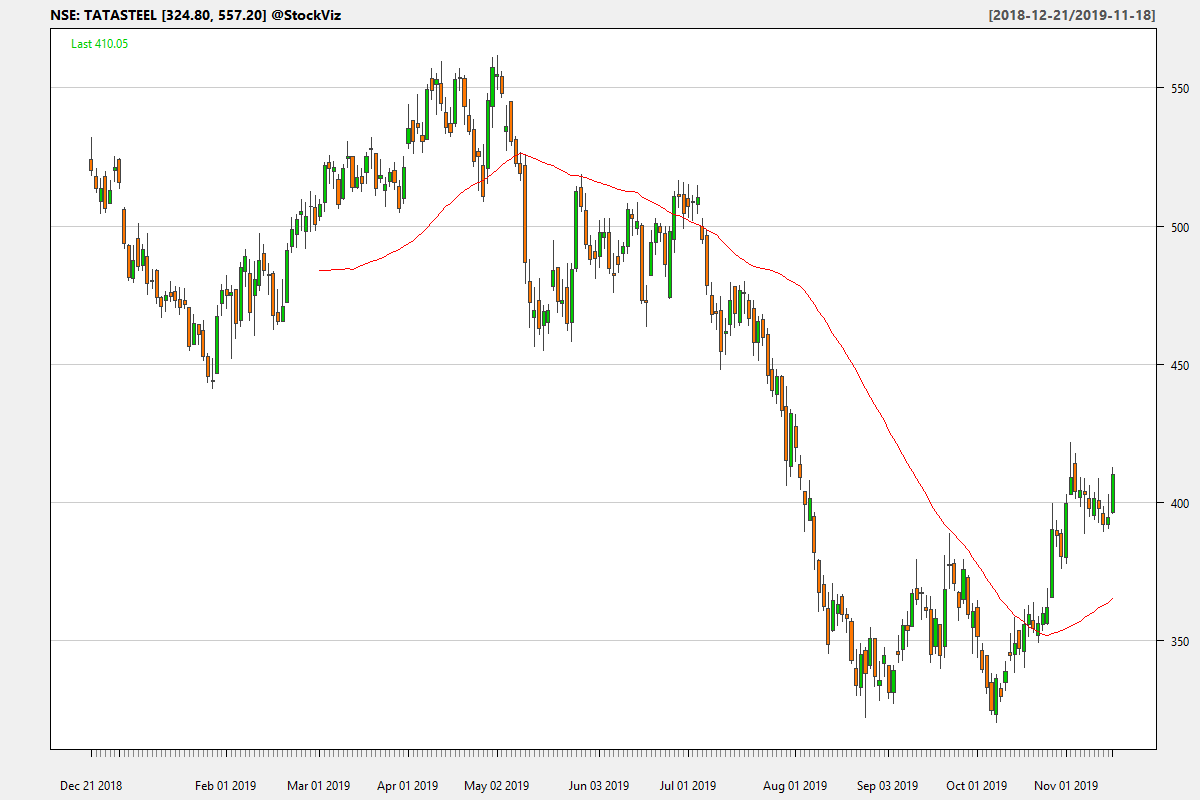 NSE: TATASTEEL [324.80, 557.20] @StockViz
[2018-12-21/2019-11-18]
Last 410.05
550
500
450
400
350
Dec 21 2018
Feb 01 2019
Mar 01 2019
Apr 01 2019
May 02 2019
Jun 03 2019
Jul 01 2019
Aug 01 2019
Sep 03 2019
Oct 01 2019
Nov 01 2019